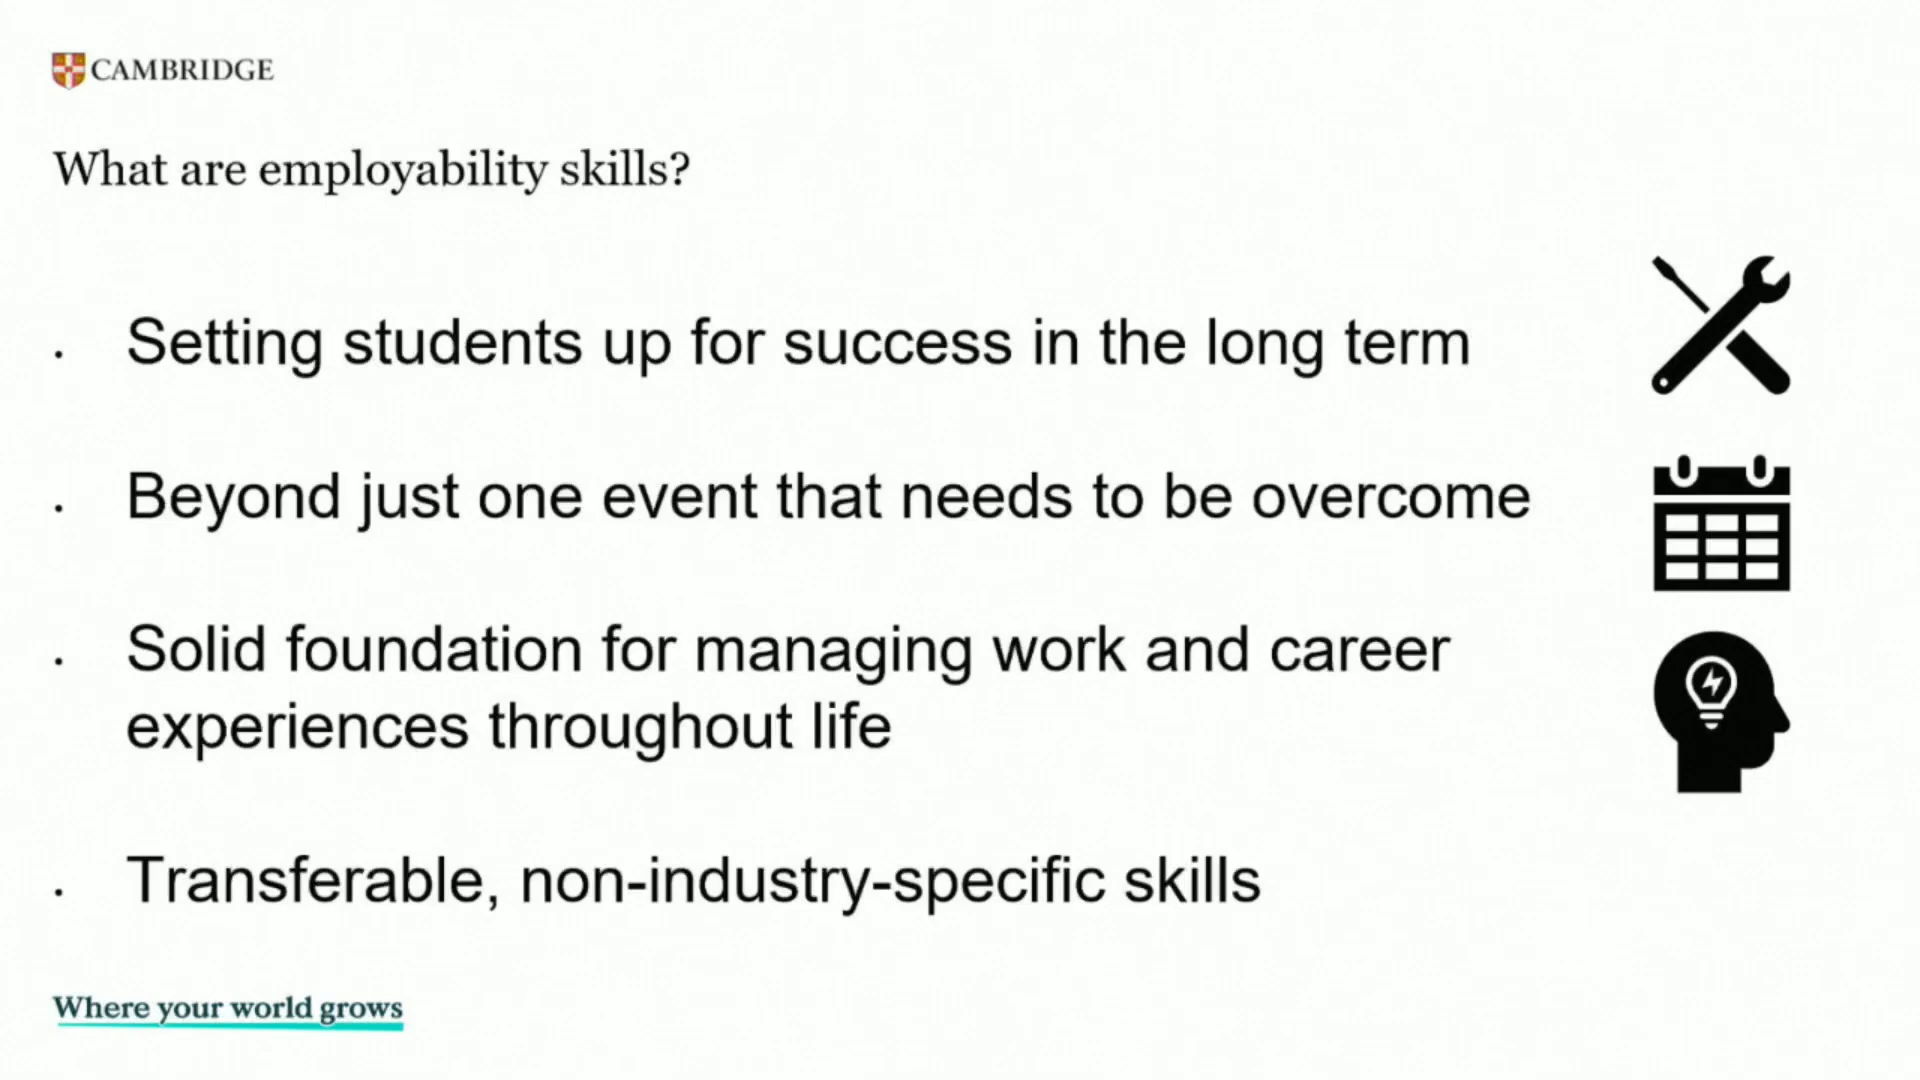 CAMBRIDGE
What are employability skills?
. Setting students up for success in the long term
. Beyond just one event that needs to be overcome
. Solid foundation for managing work and career
experiences throughout life
. Transferable, non-industry-specific skills
Where your world grows